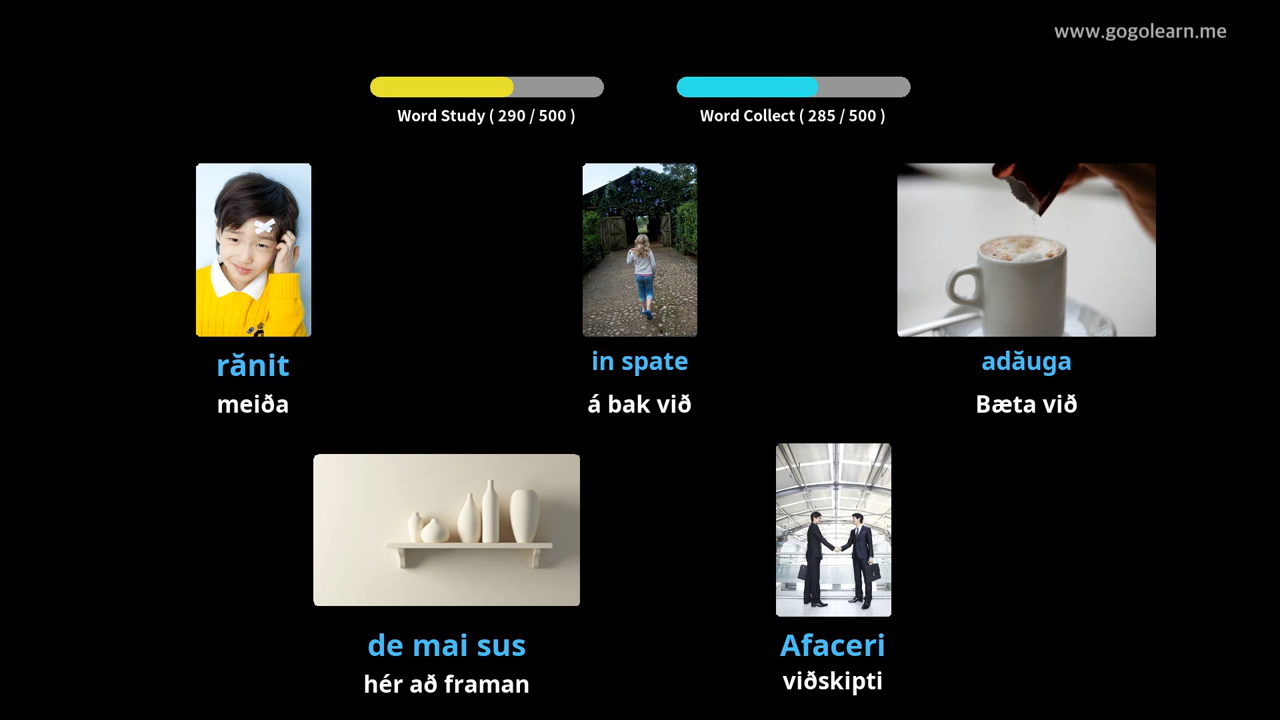 www.gogolearn.me
Word Study ( 290 / 500 )
Word Collect ( 285 / 500 )
rănit
meiða
in spate
á bak við
adăuga
Bæta við
de mai sus
hér að framan
Afaceri
viðskipti